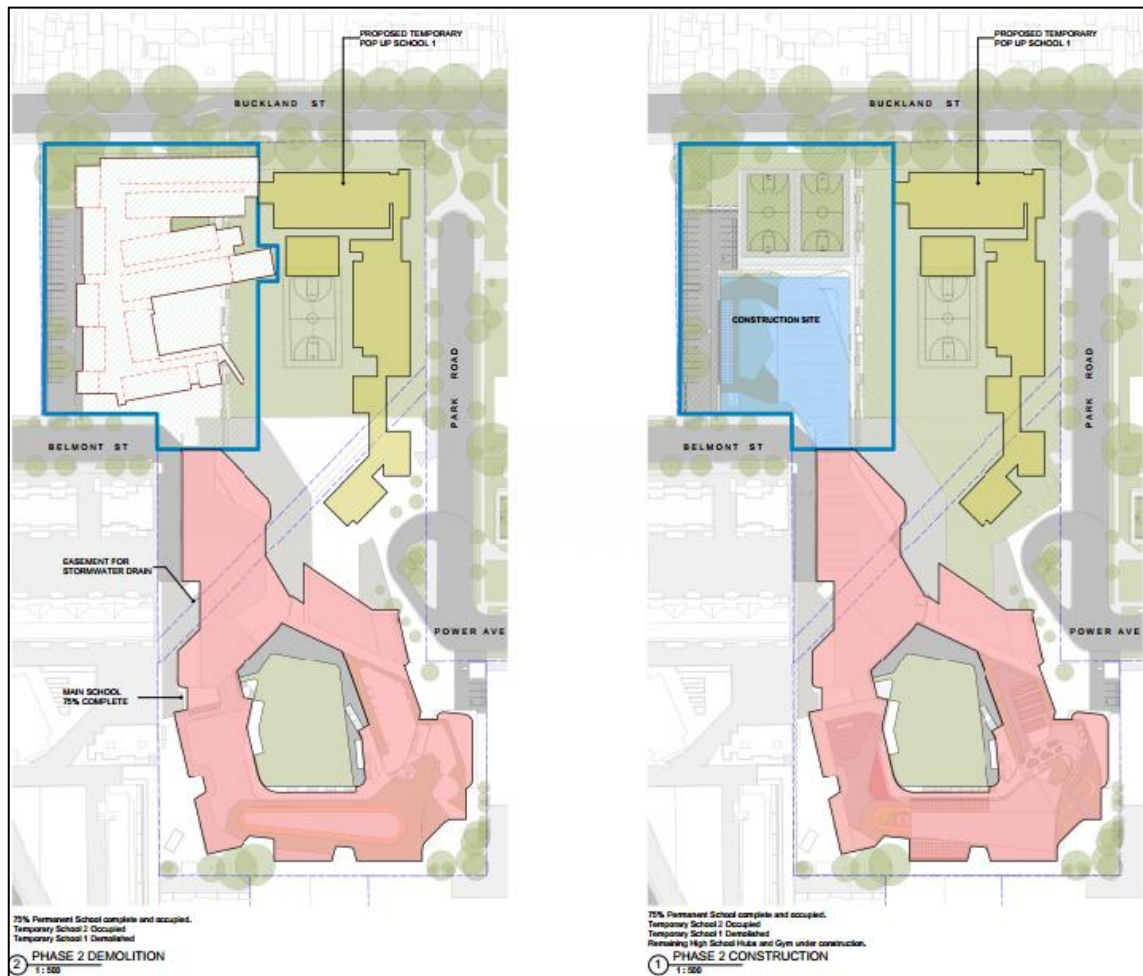 PROPOSED TEMPORARY
POP UP SCHOOL 1
BUCKLAND ST
BELMONT ST
PARK ROAD
EASEMENT FOR
STORMWATER DRAIN
POWER AVE
MAIN SCHOOL
75% COMPLETE
75% Permanent School complete and occupied.
Temporary School 2 Occupied
Temporary School 1 Demolished
2 PHASE 2 DEMOLITION
1 : 500
PROPOSED TEMPORARY
POP UP SCHOOL 1
BUCKLAND ST
CONSTRUCTION SITE
BELMONT ST
PARK ROAD
POWER AVE
75% Permanent School complete and occupied.
Temporary School 2 Occupied
Temporary School 1 Demolished
Remaining High School Hubs and Gym under construction.
1 PHASE 2 CONSTRUCTION
1 : 500